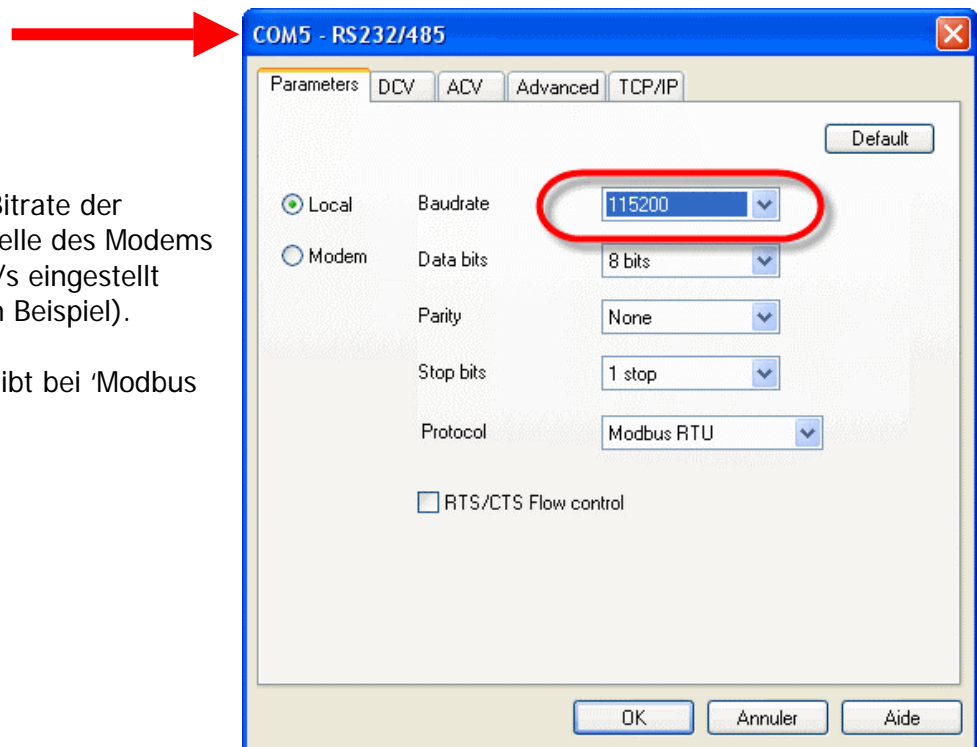 COM5 - RS232/485
Parameters DCV ACV Advanced TCP/IP
Default
Bitrate der
elle des Modems
/s eingestellt
n Beispiel).
ibt bei ‘Modbus
Local
Modem
Baudrate 115200
Data bits 8 bits
Parity None
Stop bits 1 stop
Protocol Modbus RTU
RTS/CTS Flow control
OK Annuler Aide